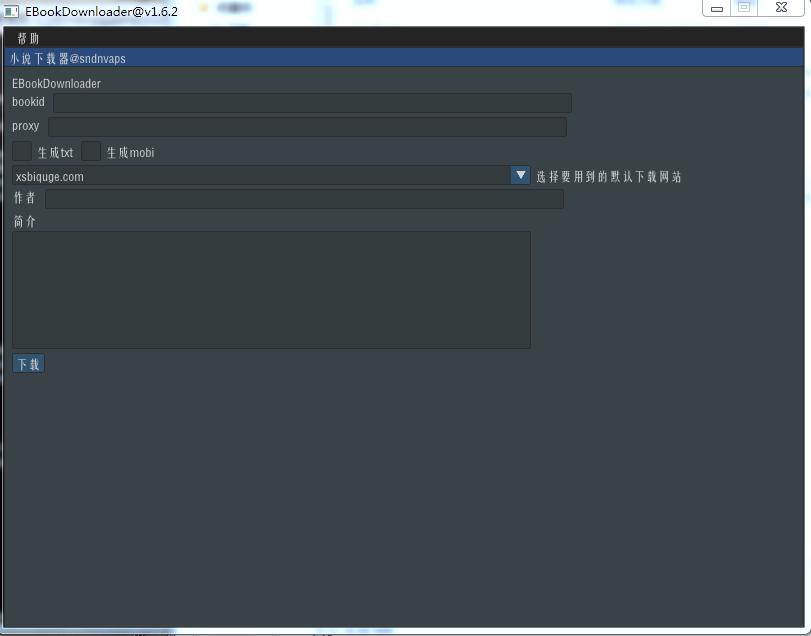 EBookDownloader@v1.6.2
帮助
小说下载器@sndnvaps
EBookDownloader
bookid
proxy
生成txt 生成mobi
xsbiquge.com 选择要用到的默认下载网站
作者
简介
下载